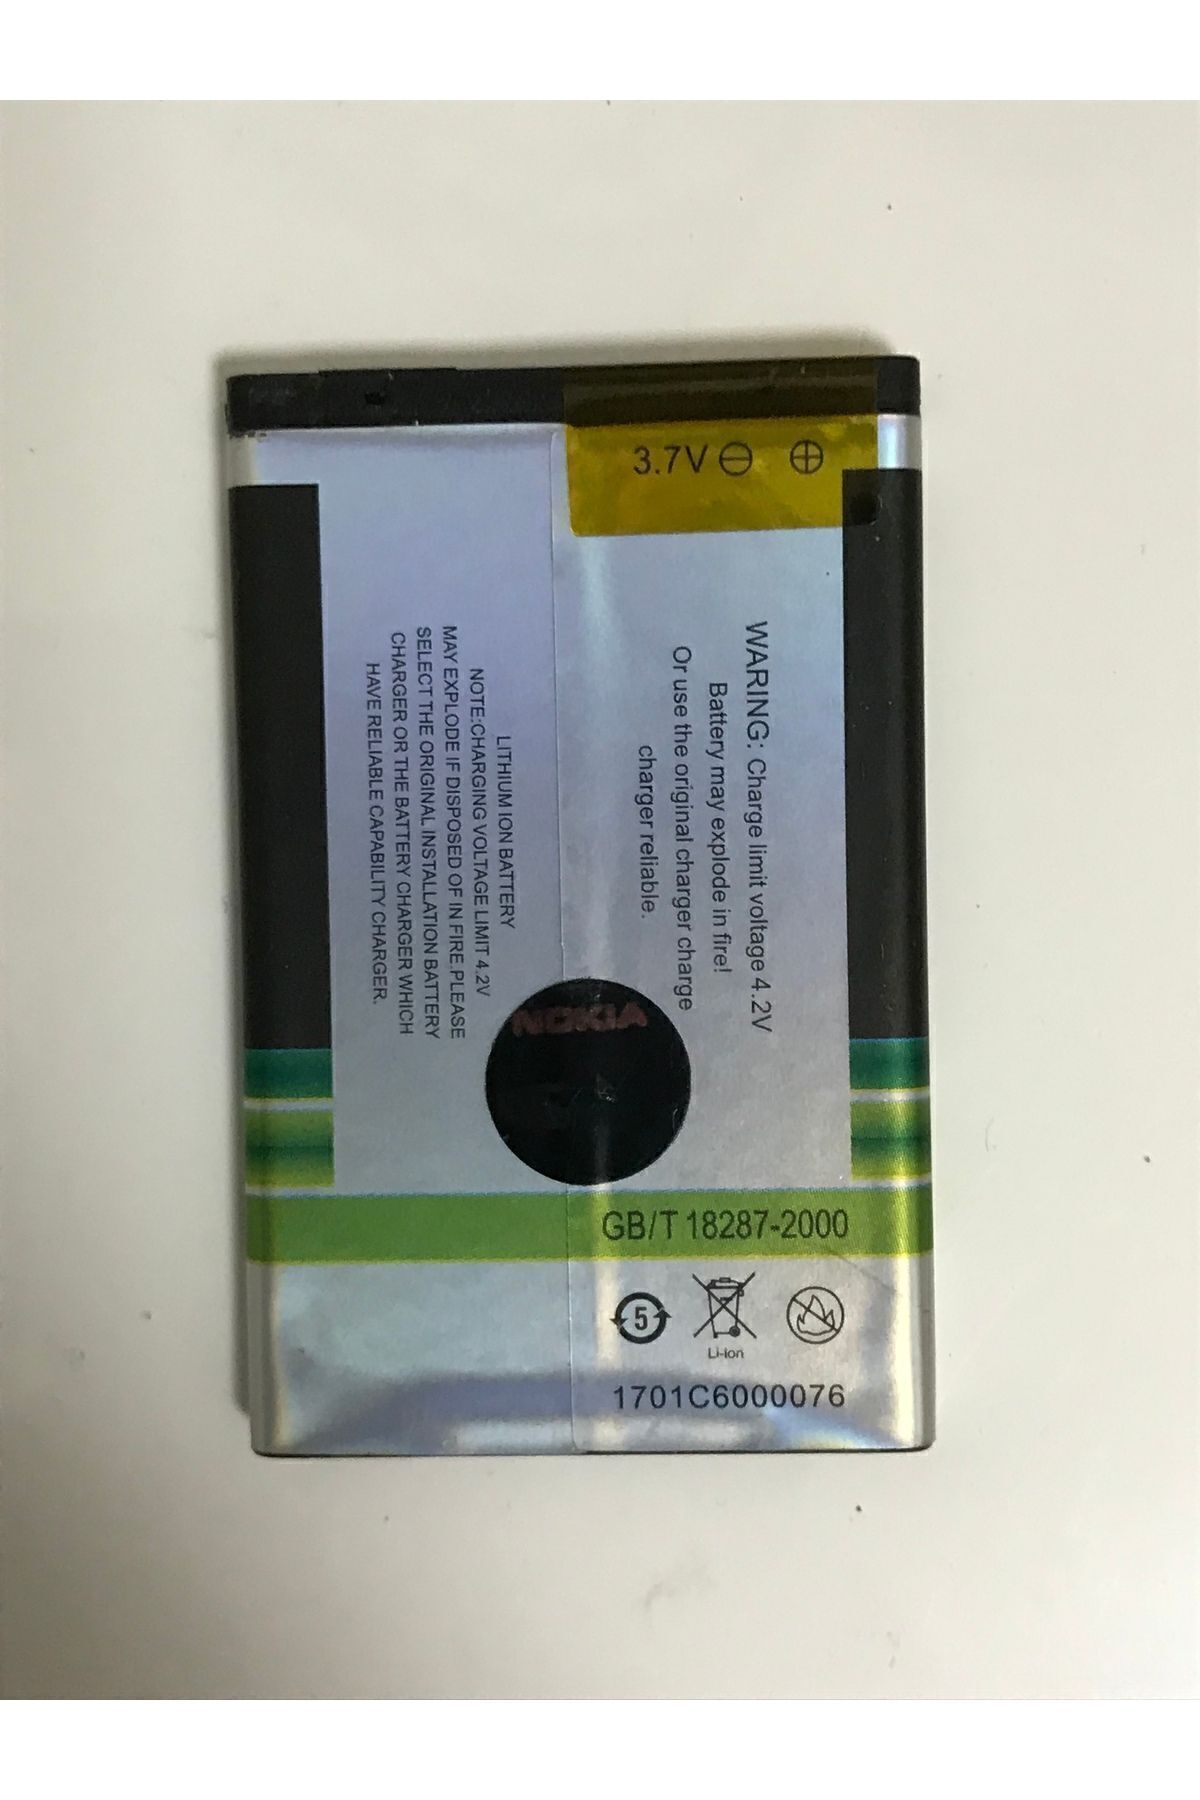 3.7V ⊖ ⊕
WARING: Charge limit voltage 4.2V
Battery may explode in fire!
Or use the original charger charge
charger reliable.
LITHIUM ION BATTERY
NOTE:CHARGING VOLTAGE LIMIT 4.2V
MAY EXPLODE IF DISPOSED OF IN FIRE.PLEASE
SELECT THE ORIGINAL INSTALLATION BATTERY
CHARGER OR THE BATTERY CHARGER WHICH
HAVE RELIABLE CAPABILITY CHARGER.
NOKIA
GB/T 18287-2000
5
Li-ion
1701C6000076